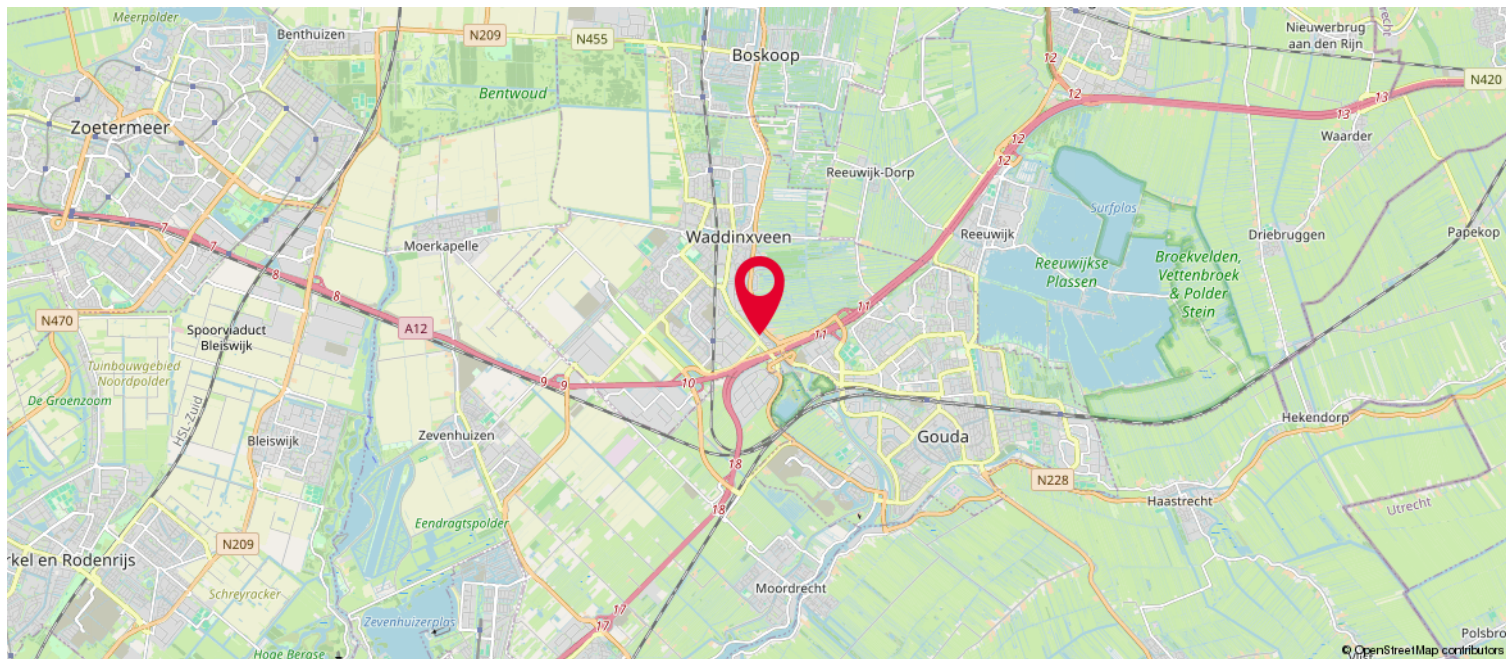 Meerpolder
Benthuizen
N209
N455
Boskoop
12
Nieuwerbrug
aan den Rijn
Utrecht
N420
Bentwoud
12
13
13
Zoetermeer
12
12
Waarder
Reeuwijk-Dorp
Surfplas
7
7
Moerkapelle
Waddinxveen
Reeuwijk
Driebruggen
Papekop
8
8
Reeuwijkse
Plassen
Broekvelden,
Vettenbroek
& Polder
Stein
N470
Spoorviaduct
Bleiswijk
A12
11
11
Tuinbouwgebied
Noordpolder
9
9
10
De Groenzoom
HSL-Zuid
Bleiswijk
Zevenhuizen
Gouda
Hekendorp
18
N228
Haastrecht
18
Utrecht
Eendragtspolder
N209
rkel en Rodenrijs
Schreyracker
Moordrecht
17
17
Zevenhuizerplas
Hoge Bergse
Polsbro
© OpenStreetMap contributors